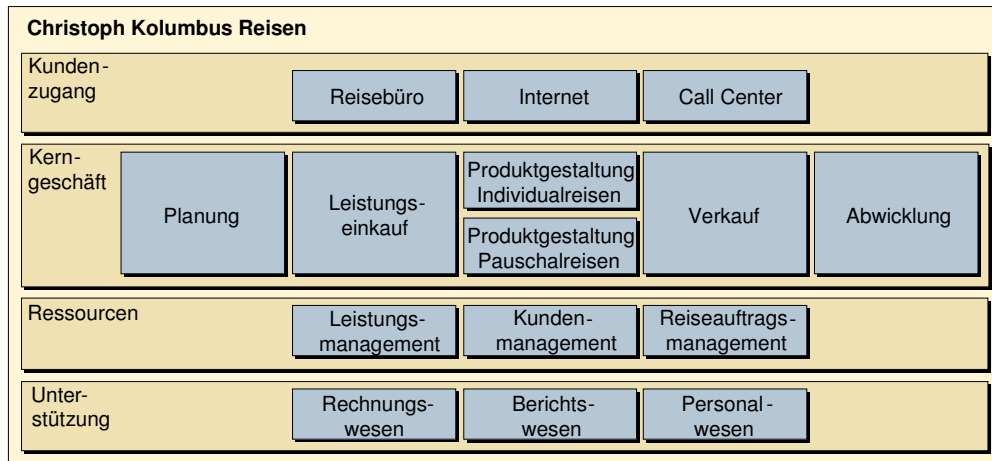 Christoph Kolumbus Reisen
Kunden-
zugang
Reisebüro
Internet
Call Center
Kern-
geschäft
Planung
Leistungs-
einkauf
Produktgestaltung
Individualreisen
Produktgestaltung
Pauschalreisen
Verkauf
Abwicklung
Ressourcen
Leistungs-
management
Kunden-
management
Reiseauftrags-
management
Unter-
stützung
Rechnungs-
wesen
Berichts-
wesen
Personal-
wesen